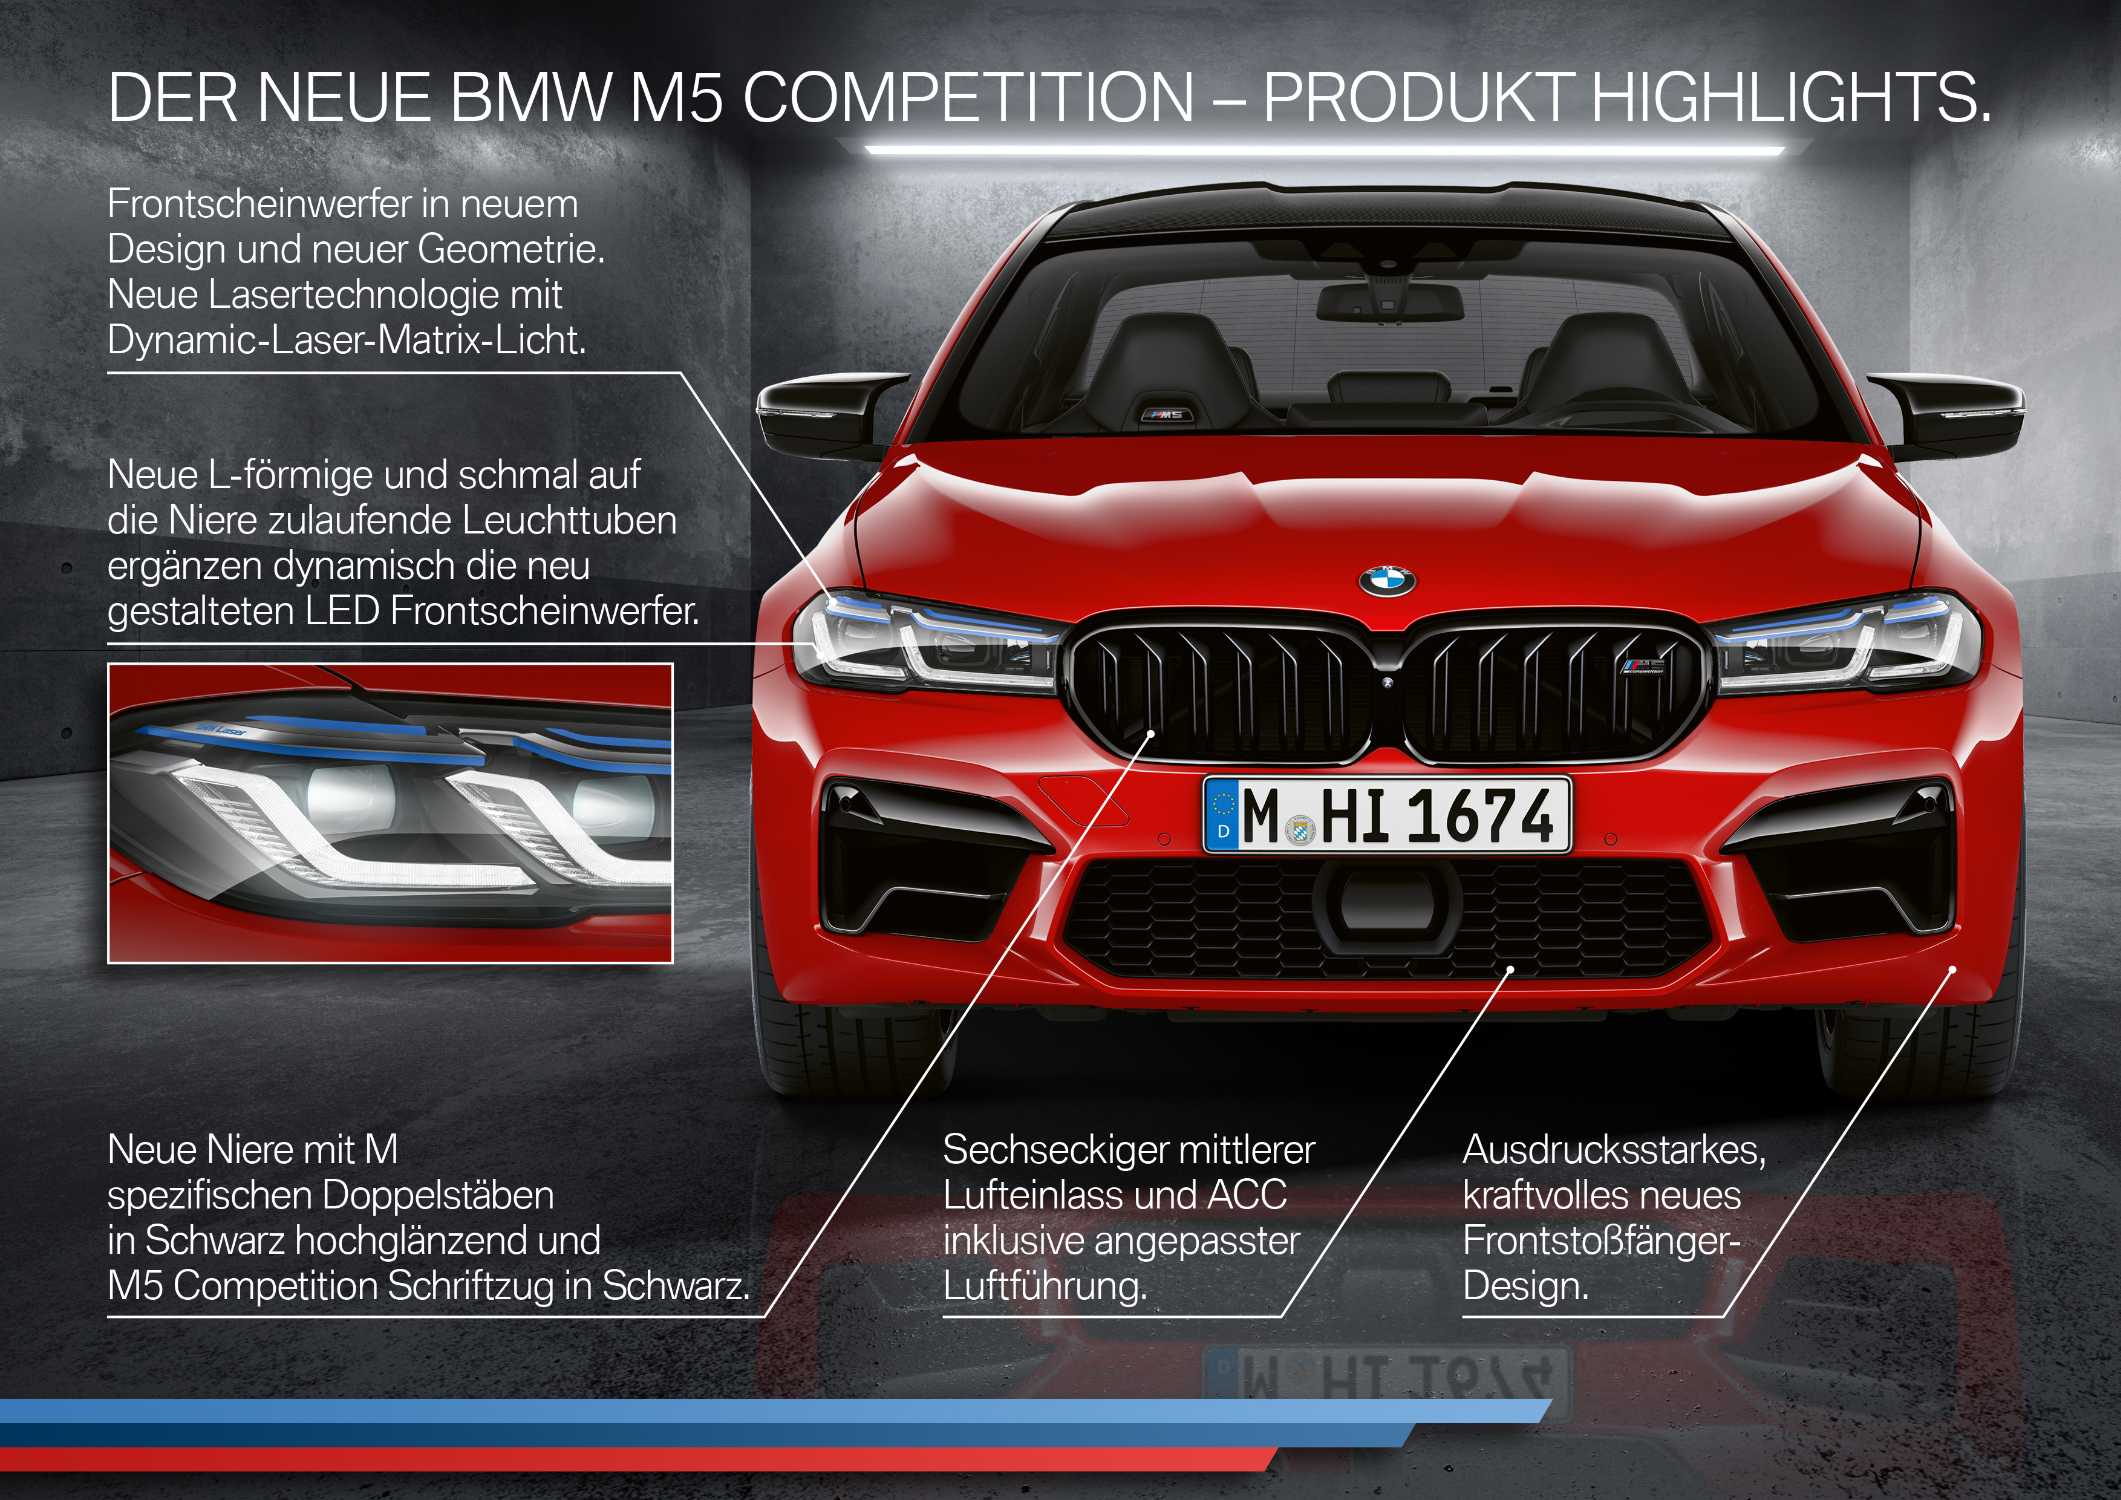 DER NEUE BMW M5 COMPETITION – PRODUKT HIGHLIGHTS.
Frontscheinwerfer in neuem
Design und neuer Geometrie.
Neue Lasertechnologie mit
Dynamic-Laser-Matrix-Licht.
Neue L-förmige und schmal auf
die Niere zulaufende Leuchttuben
ergänzen dynamisch die neu
gestalteten LED Frontscheinwerfer.
M5
BMW
Laser
D
M HI 1674
Neue Niere mit M
spezifischen Doppelstäben
in Schwarz hochglänzend und
M5 Competition Schriftzug in Schwarz.
Sechseckiger mittlerer
Lufteinlass und ACC
inklusive angepasster
Luftführung.
Ausdrucksstarkes,
kraftvolles neues
Frontstoßfänger-
Design.